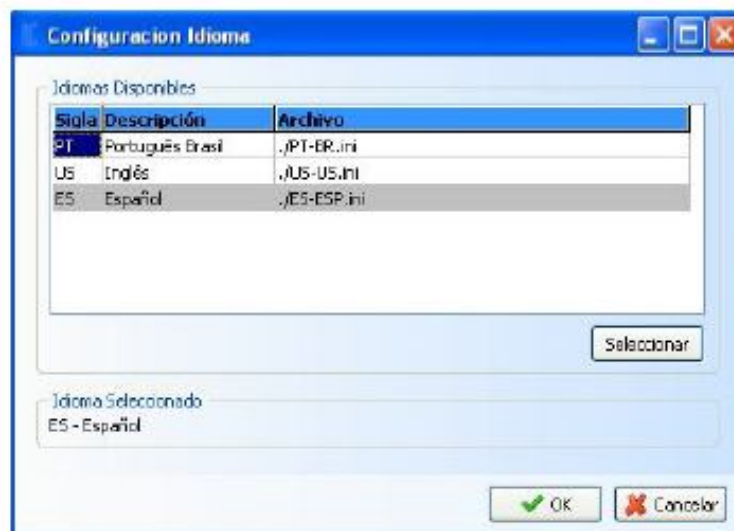 Configuracion Idioma
Idiomas Disponibles
Sigla Descripción Archivo
PT Português Brasil ./PT-BR.ini
US Inglês ./US-US.ini
ES Español ./ES-ESP.ini
Seleccionar
Idioma Seleccionado
ES - Español
OK Cancelar